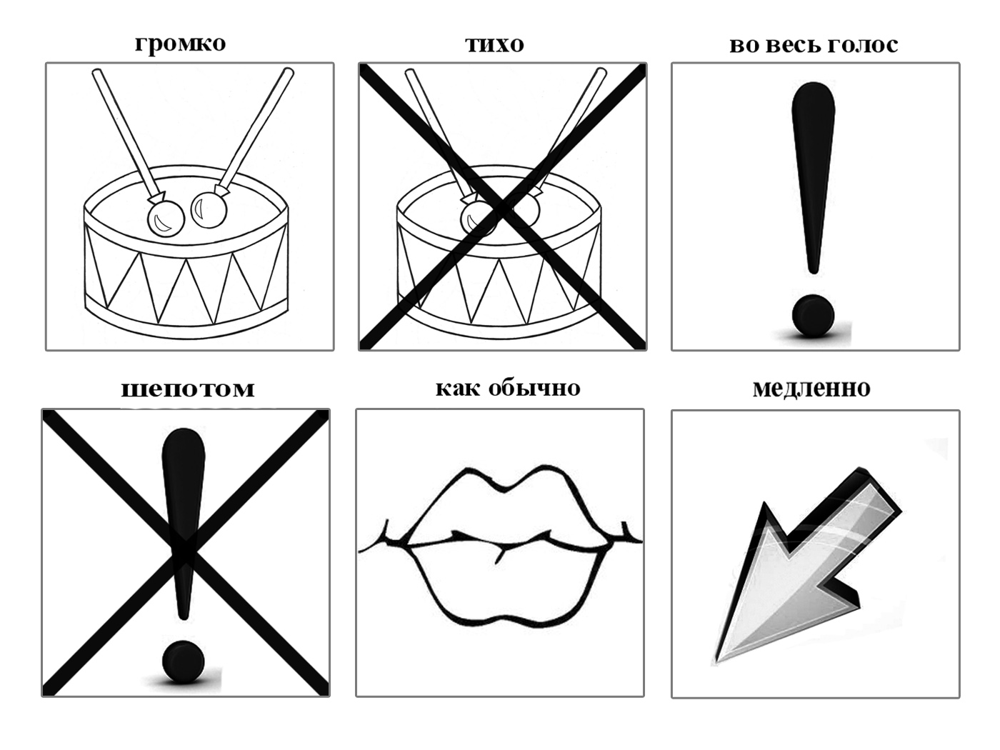 громко
тихо
во весь голос
шепотом
как обычно
медленно